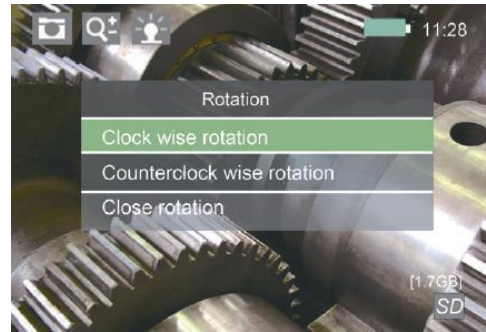 11:28
Rotation
Clock wise rotation
Counterclock wise rotation
Close rotation
[1.7GB]
SD